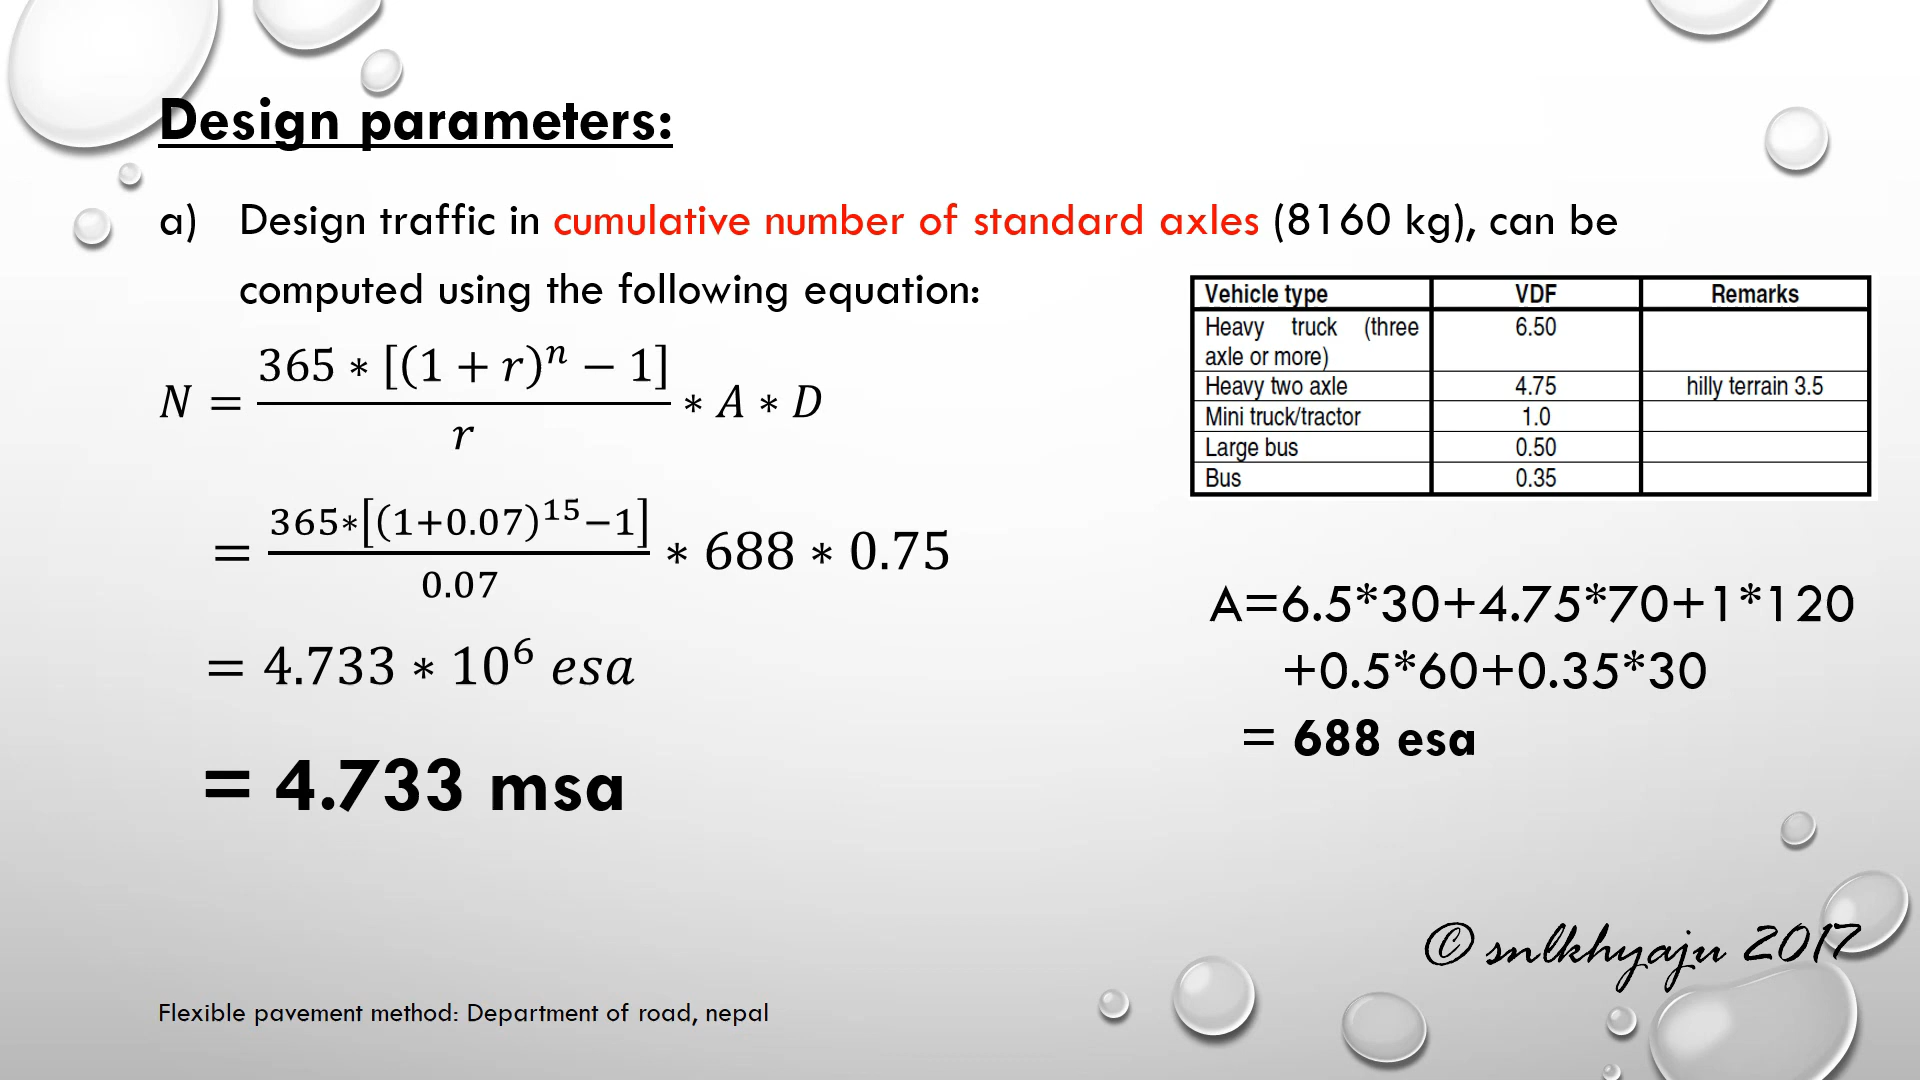 Design parameters:
a) Design traffic in cumulative number of standard axles (8160 kg), can be
computed using the following equation:
N = 365 * [(1 + r)^n − 1] / r * A * D
= 365*[(1+0.07)^15−1] / 0.07 * 688 * 0.75
= 4.733 * 10^6 esa
= 4.733 msa
Vehicle type VDF Remarks
Heavy truck (three 6.50
axle or more)
Heavy two axle 4.75 hilly terrain 3.5
Mini truck/tractor 1.0
Large bus 0.50
Bus 0.35
A=6.5*30+4.75*70+1*120
+0.5*60+0.35*30
= 688 esa
© snlkhyaju 2017
Flexible pavement method: Department of road, nepal